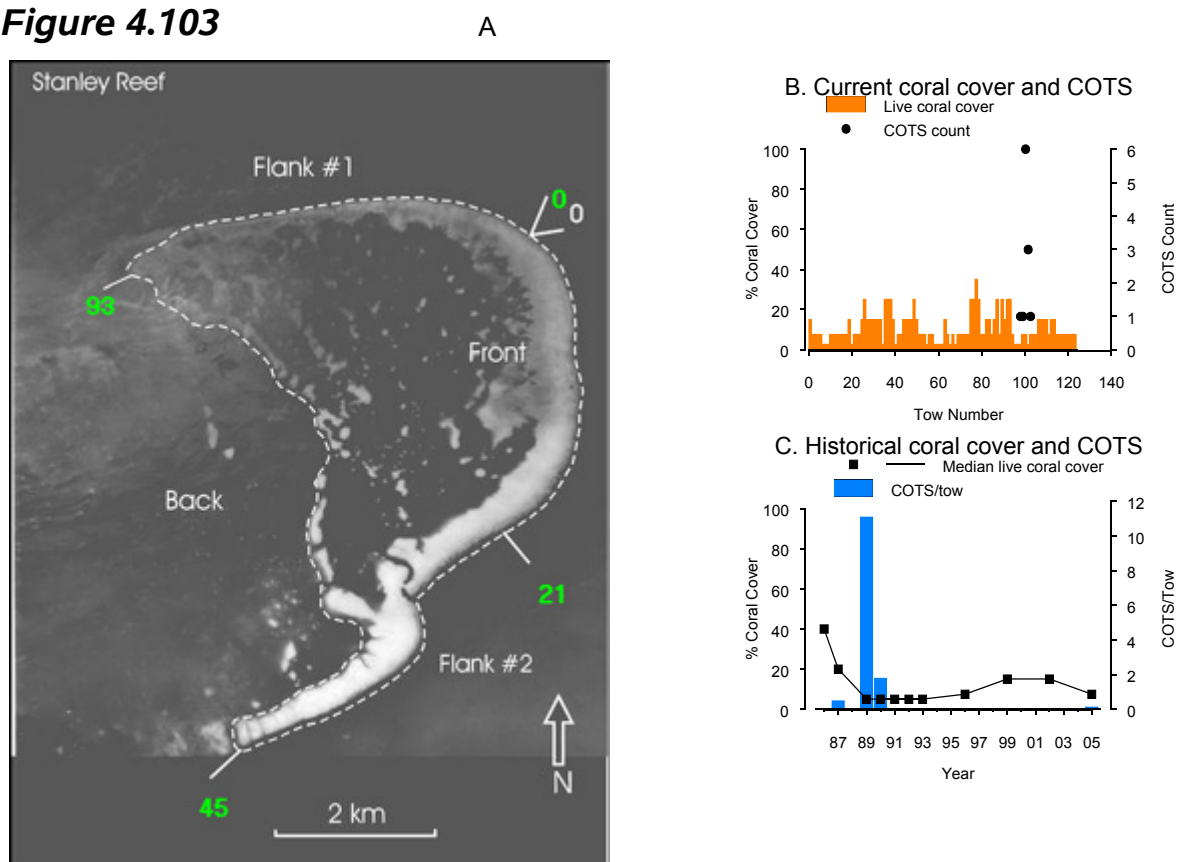 Figure 4.103
A
Stanley Reef
Flank #1
0
0
93
Front
Back
21
Flank #2
45
N
2 km
B. Current coral cover and COTS
Live coral cover
COTS count
100
80
60
40
20
0
% Coral Cover
6
5
4
3
2
1
0
COTS Count
0 20 40 60 80 100 120 140
Tow Number
C. Historical coral cover and COTS
Median live coral cover
COTS/tow
100
80
60
40
20
0
% Coral Cover
12
10
8
6
4
2
0
COTS/Tow
87 89 91 93 95 97 99 01 03 05
Year